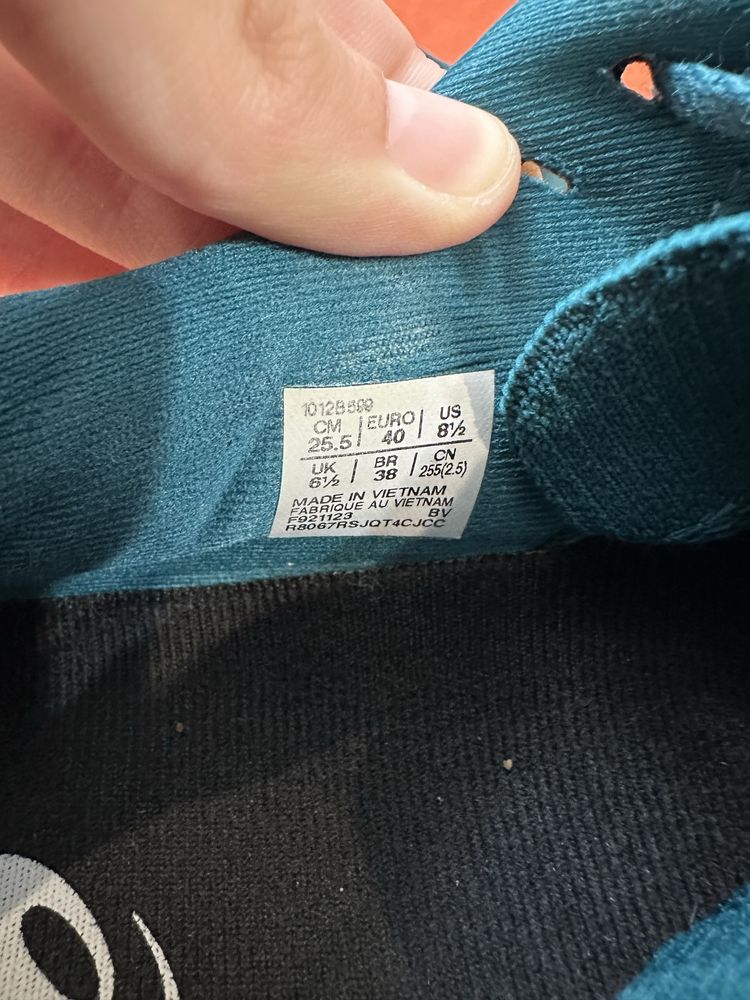 1012B599
CM | EURO | US
25.5 | 40 | 8½
UK | BR | CN
6½ | 38 | 255(2.5)
MADE IN VIETNAM
FABRIQUE AU VIETNAM
F921123 BV
R8067RSJQT4CJCC